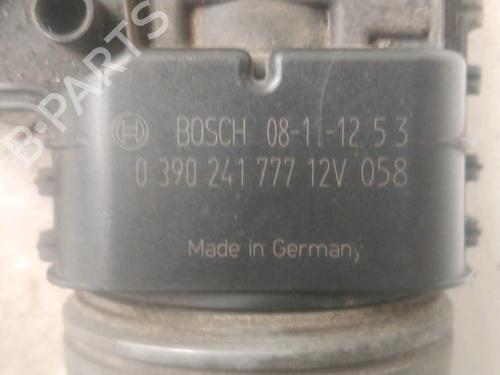 B-PARTS
BOSCH 08-11-12 5 3
0 390 241 777 12V 058
Made in Germany